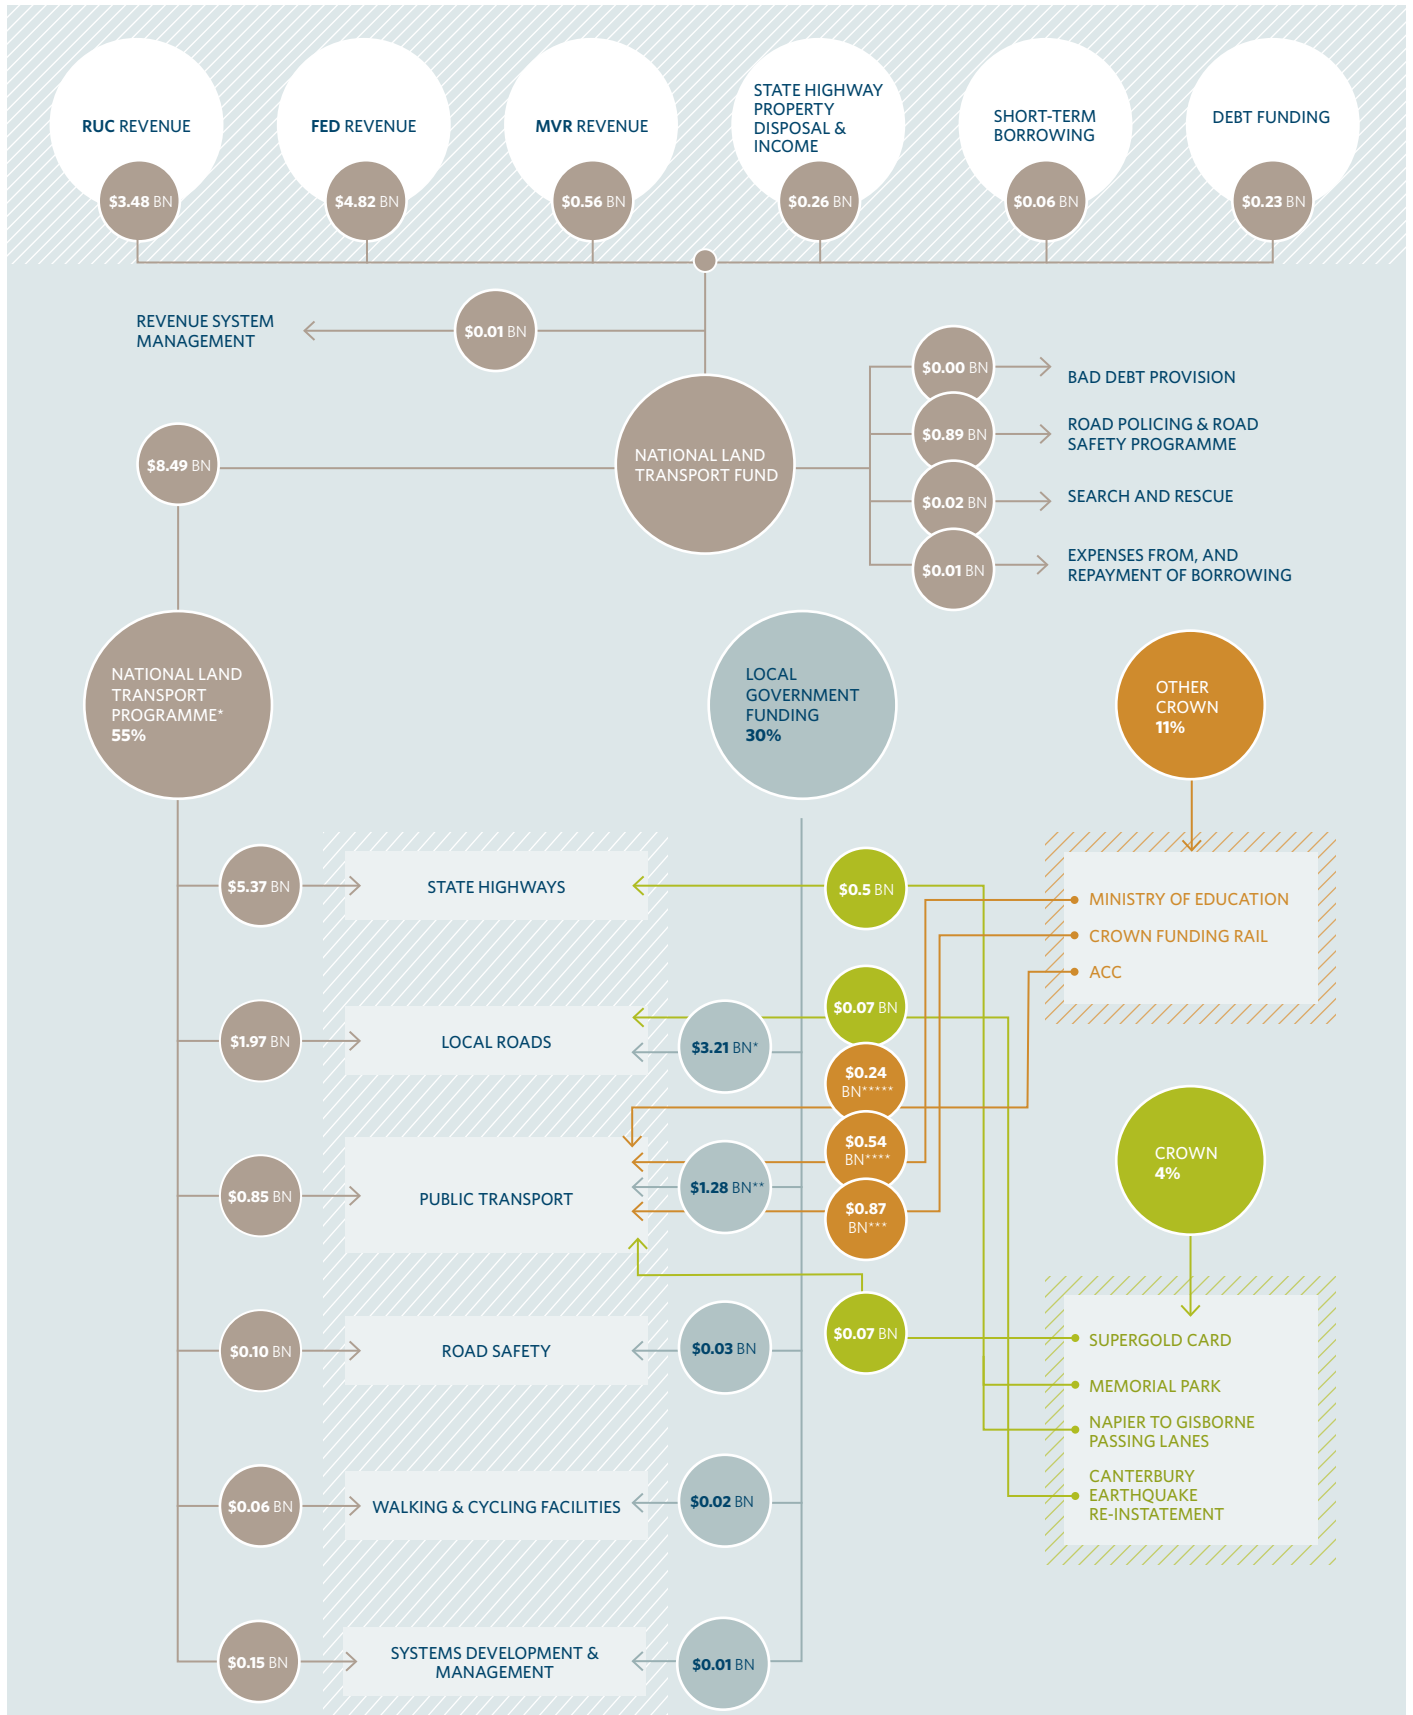 RUC REVENUE
$3.48 BN
FED REVENUE
$4.82 BN
MVR REVENUE
$0.56 BN
STATE HIGHWAY
PROPERTY
DISPOSAL &
INCOME
$0.26 BN
SHORT-TERM
BORROWING
$0.06 BN
DEBT FUNDING
$0.23 BN
REVENUE SYSTEM
MANAGEMENT
$0.01 BN
NATIONAL LAND
TRANSPORT FUND
$0.00 BN
BAD DEBT PROVISION
$0.89 BN
ROAD POLICING & ROAD
SAFETY PROGRAMME
$0.02 BN
SEARCH AND RESCUE
$0.01 BN
EXPENSES FROM, AND
REPAYMENT OF BORROWING
$8.49 BN
NATIONAL LAND
TRANSPORT
PROGRAMME*
55%
LOCAL
GOVERNMENT
FUNDING
30%
OTHER
CROWN
11%
$5.37 BN
STATE HIGHWAYS
$0.5 BN
MINISTRY OF EDUCATION
CROWN FUNDING RAIL
ACC
$1.97 BN
LOCAL ROADS
$3.21 BN*
$0.07 BN
$0.24
BN*****
$0.54
BN****
$0.87
BN***
$0.85 BN
PUBLIC TRANSPORT
$1.28 BN**
CROWN
4%
$0.07 BN
$0.10 BN
ROAD SAFETY
$0.03 BN
SUPERGOLD CARD
MEMORIAL PARK
NAPIER TO GISBORNE
PASSING LANES
CANTERBURY
EARTHQUAKE
RE-INSTATEMENT
$0.06 BN
WALKING & CYCLING FACILITIES
$0.02 BN
$0.15 BN
SYSTEMS DEVELOPMENT &
MANAGEMENT
$0.01 BN